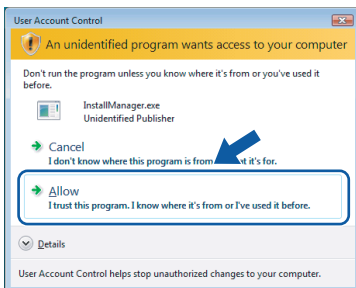 User Account Control
An unidentified program wants access to your computer
Don't run the program unless you know where it's from or you've used it
before.
InstallManager.exe
Unidentified Publisher
Cancel
I don't know where this program is from it's for.
Allow
I trust this program. I know where it's from or I've used it before.
Details
User Account Control helps stop unauthorized changes to your computer.